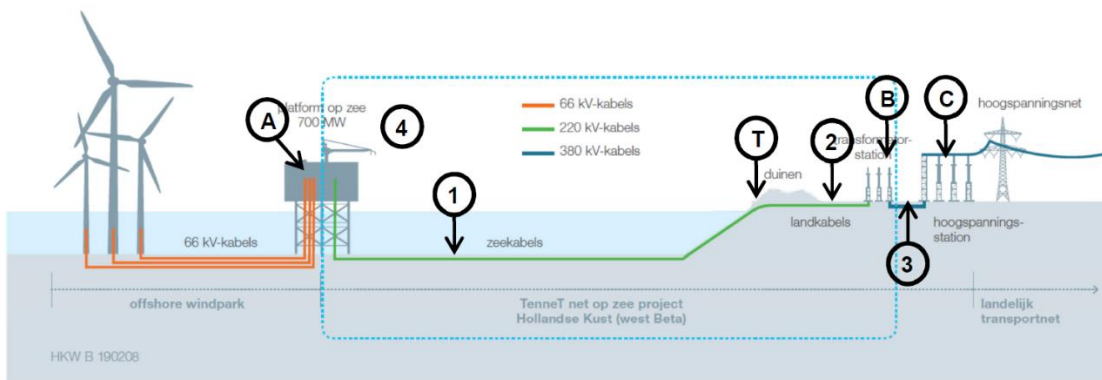 platform op zee
700 MW
A
4
66 kV-kabels
220 kV-kabels
380 kV-kabels
B
C
hoogspanningsnet
T
2
transformator-
station
duinen
1
66 kV-kabels
zeekabels
landkabels
3
hoogspannings-
station
offshore windpark
TenneT net op zee project
Hollandse Kust (west Beta)
landelijk
transportnet
HKW B 190208